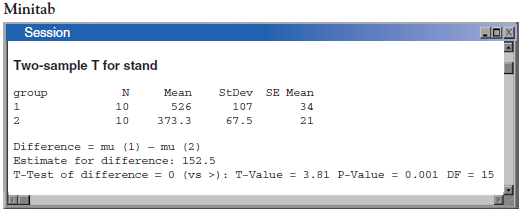 Minitab
Session
Two-sample T for stand
group N Mean StDev SE Mean
1 10 526 107 34
2 10 373.3 67.5 21
Difference = mu (1) – mu (2)
Estimate for difference: 152.5
T-Test of difference = 0 (vs >): T-Value = 3.81 P-Value = 0.001 DF = 15